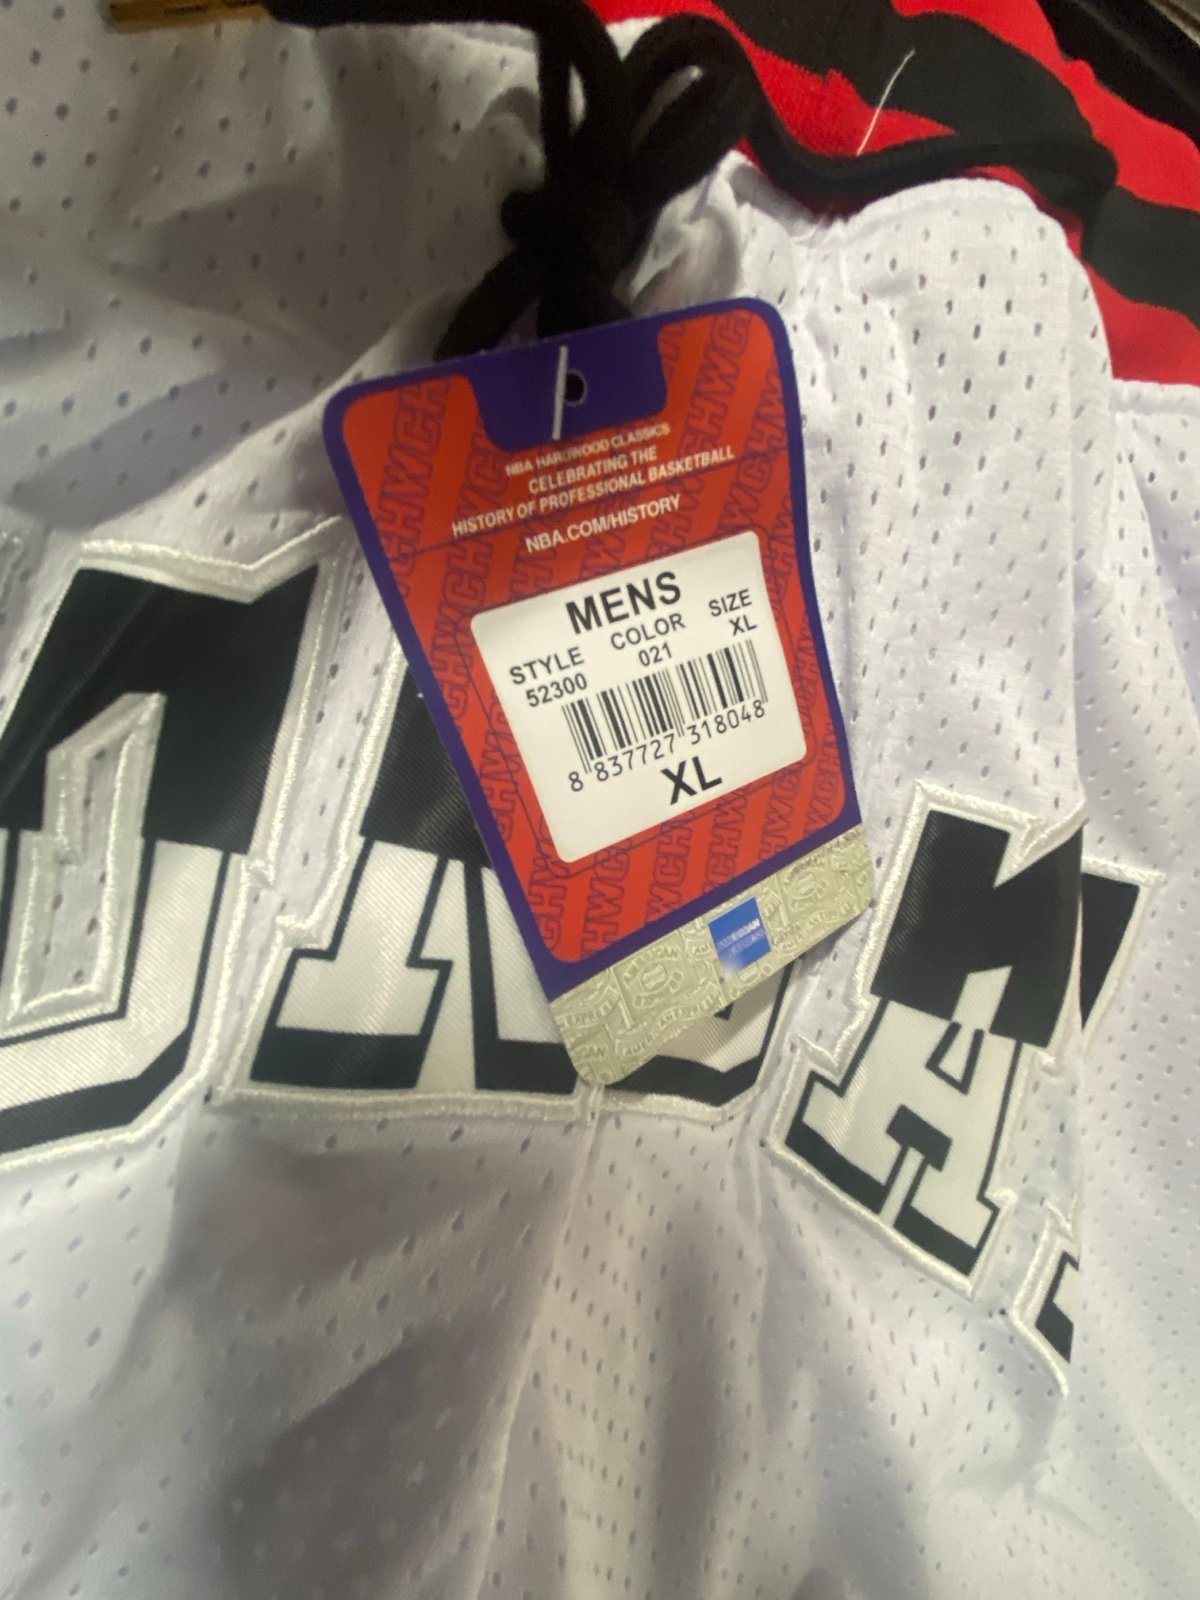 NBA HARDWOOD CLASSICS
CELEBRATING THE
HISTORY OF PROFESSIONAL BASKETBALL
NBA.COM/HISTORY
MENS
STYLE COLOR SIZE
52300 021 XL
8 837727 318048
XL